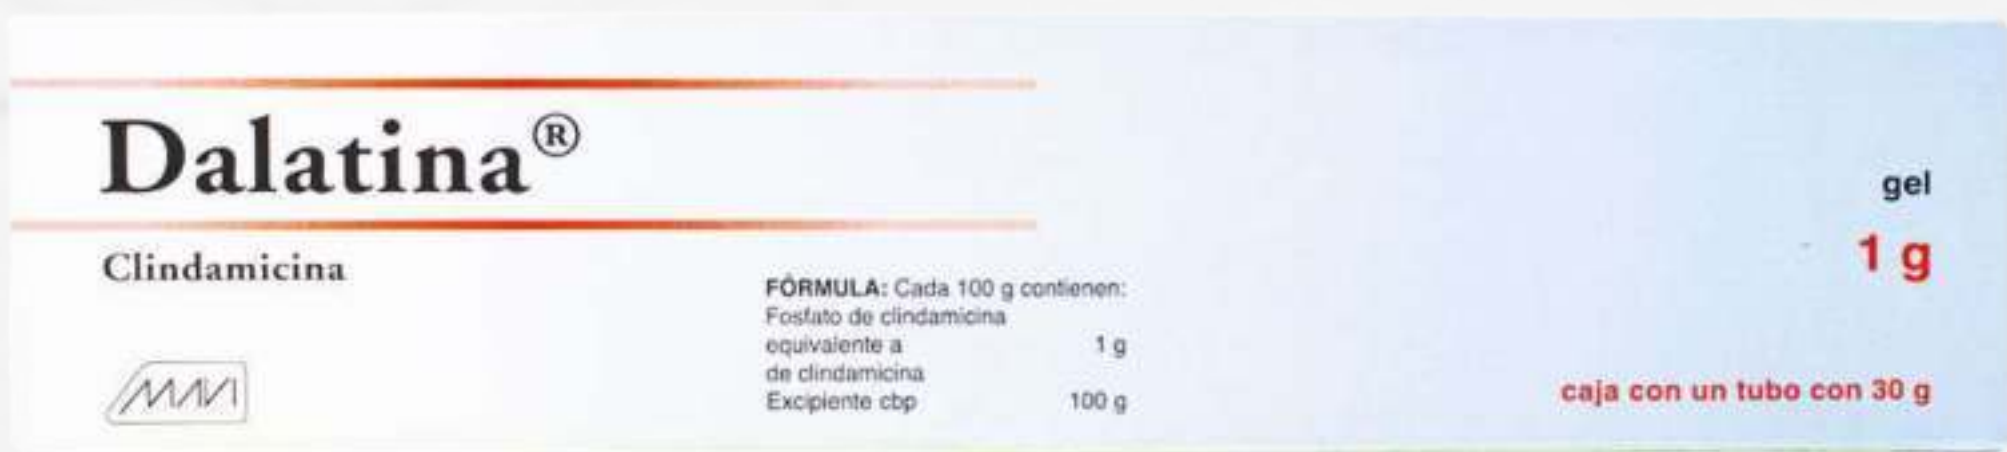 Dalatina®
Clindamicina
MAVI
FÓRMULA: Cada 100 g contienen:
Fosfato de clindamicina
equivalente a 1 g
de clindamicina
Excipiente cbp 100 g
gel
1 g
caja con un tubo con 30 g